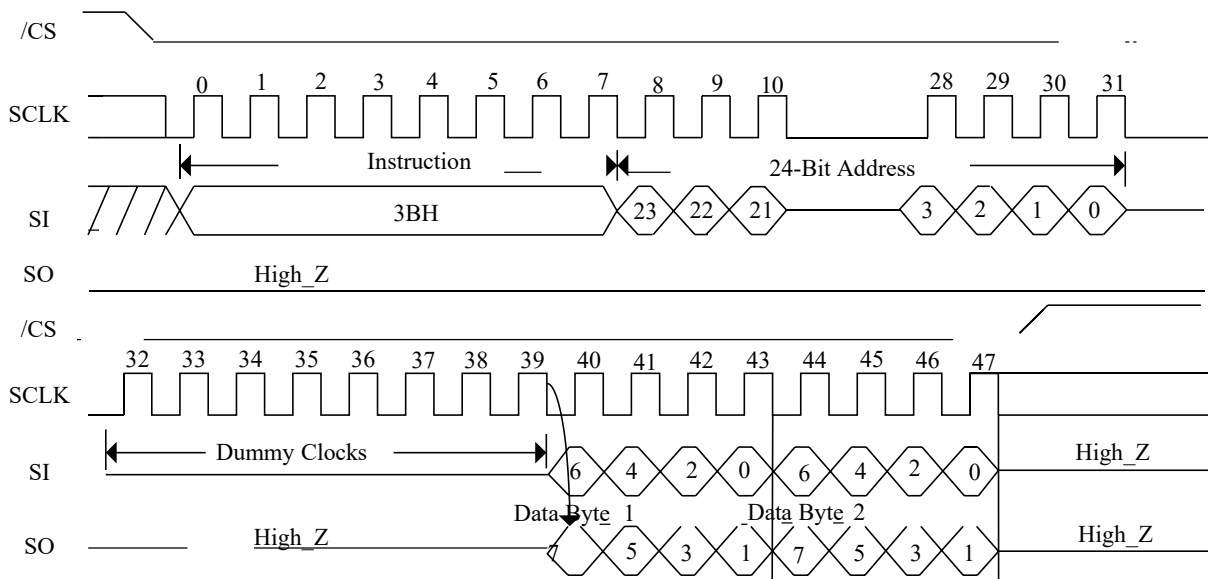 /CS
0 1 2 3 4 5 6 7 8 9 10 28 29 30 31
SCLK
Instruction 24-Bit Address
SI 3BH 23 22 21 3 2 1 0
SO High_Z
/CS
32 33 34 35 36 37 38 39 40 41 42 43 44 45 46 47
SCLK
Dummy Clocks
SI 6 4 2 0 6 4 2 0 High_Z
Data Byte 1 Data Byte 2
SO High_Z 7 5 3 1 7 5 3 1 High_Z